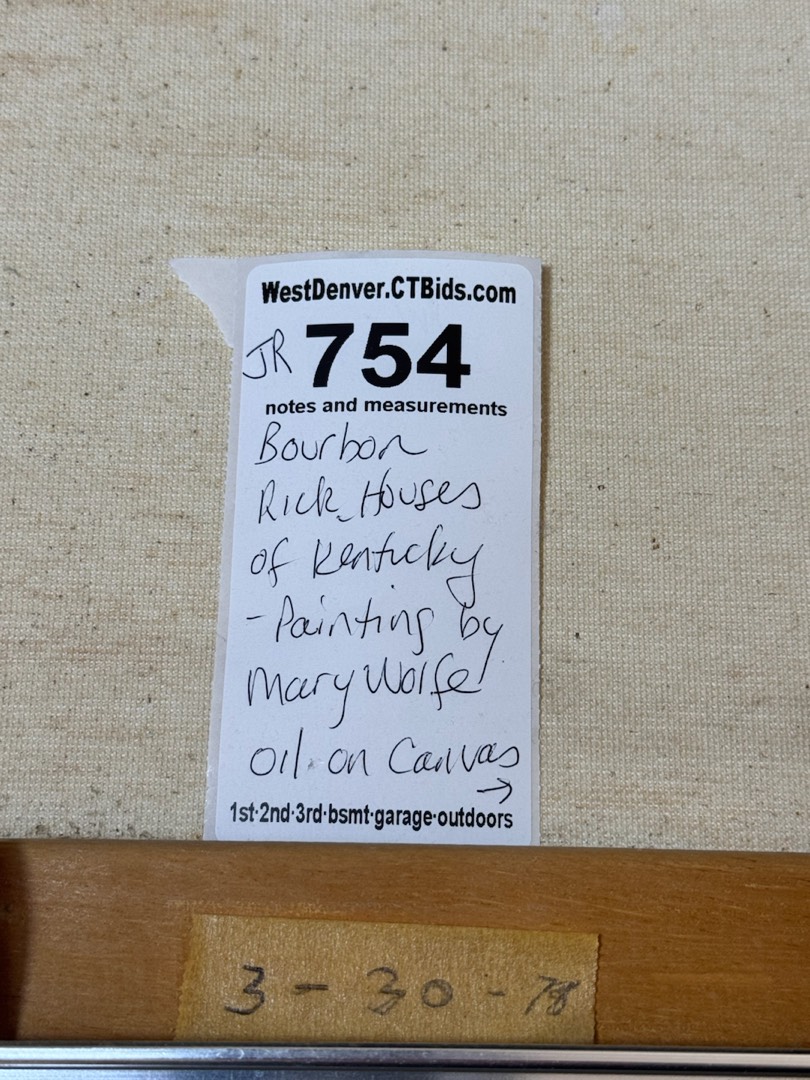 WestDenver.CTBids.com
JR 754
notes and measurements
Bourbon
Rick Houses
of Kentucky
- Painting by
Mary Wolfe
Oil on Canvas
→
1st·2nd·3rd·bsmt·garage·outdoors
3 - 30 - 78